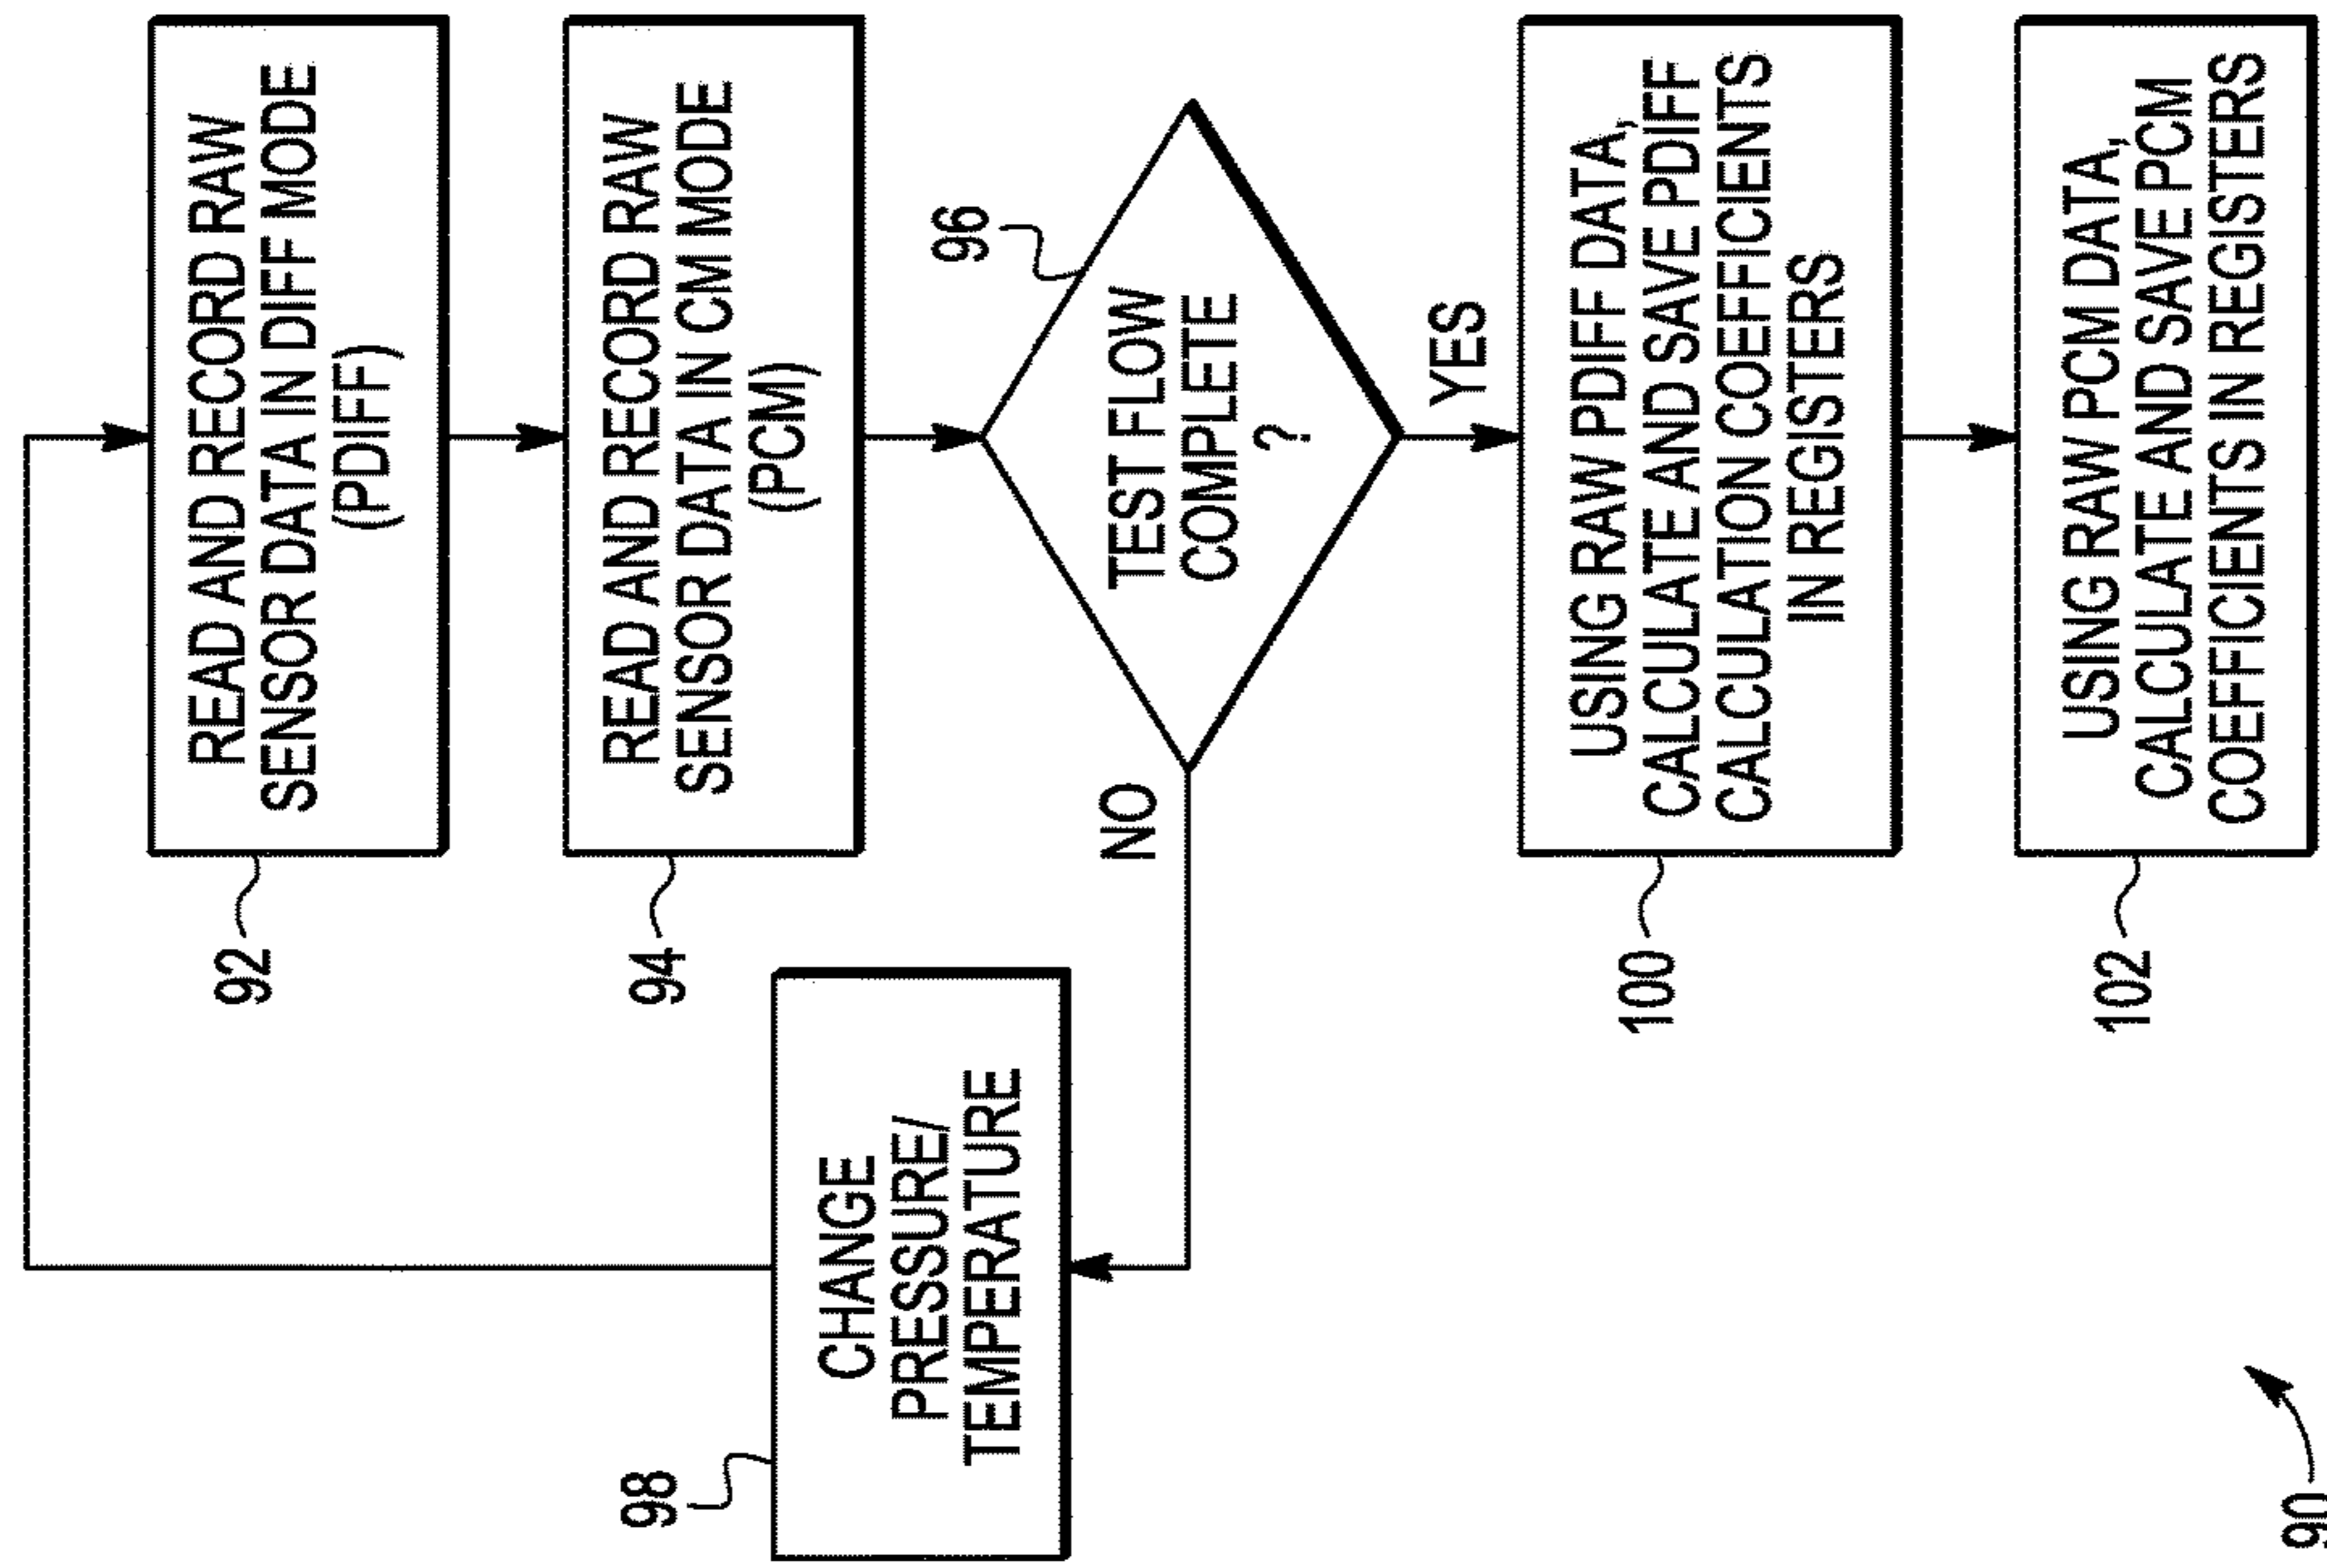 READ AND RECORD RAW
SENSOR DATA IN DIFF MODE
(PDIFF)
92
READ AND RECORD RAW
SENSOR DATA IN CM MODE
(PCM)
94
TEST FLOW
COMPLETE
?
96
NO
YES
CHANGE
PRESSURE/
TEMPERATURE
98
USING RAW PDIFF DATA,
CALCULATE AND SAVE PDIFF
CALCULATION COEFFICIENTS
IN REGISTERS
100
USING RAW PCM DATA,
CALCULATE AND SAVE PCM
COEFFICIENTS IN REGISTERS
102
90